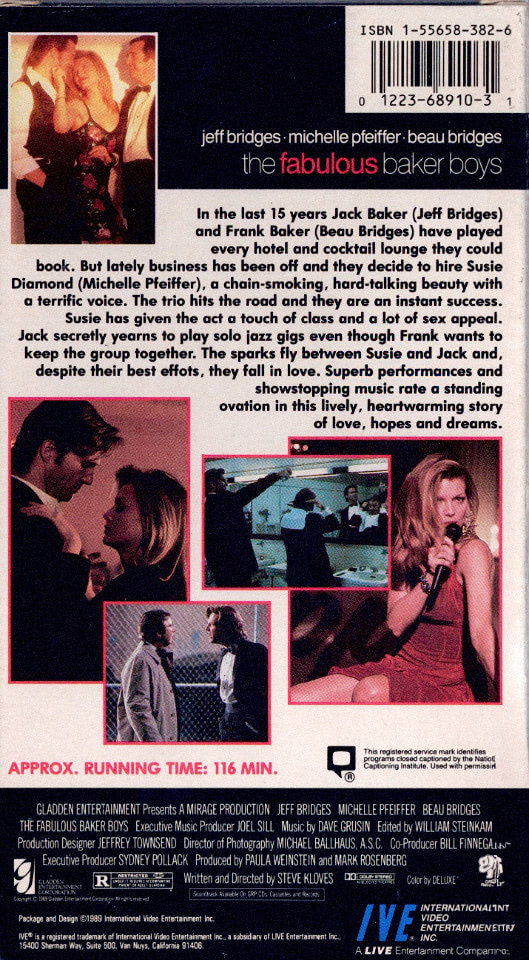 ISBN 1-55658-382-6
0 1223-68910-3 1
jeff bridges · michelle pfeiffer · beau bridges
the fabulous baker boys
In the last 15 years Jack Baker (Jeff Bridges)
and Frank Baker (Beau Bridges) have played
every hotel and cocktail lounge they could
book. But lately business has been off and they decide to hire Susie
Diamond (Michelle Pfeiffer), a chain-smoking, hard-talking beauty with
a terrific voice. The trio hits the road and they are an instant success.
Susie has given the act a touch of class and a lot of sex appeal.
Jack secretly yearns to play solo jazz gigs even though Frank wants to
keep the group together. The sparks fly between Susie and Jack and,
despite their best effots, they fall in love. Superb performances and
showstopping music rate a standing
ovation in this lively, heartwarming story
of love, hopes and dreams.
APPROX. RUNNING TIME: 116 MIN.
This registered service mark identifies
programs closed captioned by the Natio
Captioning Institute. Used with permissi
GLADDEN ENTERTAINMENT Presents A MIRAGE PRODUCTION JEFF BRIDGES MICHELLE PFEIFFER BEAU BRIDGES
THE FABULOUS BAKER BOYS Executive Music Producer JOEL SILL Music by DAVE GRUSIN Edited by WILLIAM STEINKAM
Production Designer JEFFREY TOWNSEND Director of Photography MICHAEL BALLHAUS, A.S.C. Co-Producer BILL FINNEGA
Executive Producer SYDNEY POLLACK Produced by PAULA WEINSTEIN and MARK ROSENBERG
GLADDEN
ENTERTAINMENT
CORPORATION
R RESTRICTED
Written and Directed by STEVE KLOVES
DOLBY STEREO
Color by DELUXE
GRP
Copyright © 1989 Gladden Entertainment Corporation. All rights reserved.
Soundtrack Available On GRP CDs, Cassettes and Records
Package and Design ©1989 International Video Entertainment Inc.
IVE® is a registered trademark of International Video Entertainment Inc., a subsidiary of LIVE Entertainment Inc.,
15400 Sherman Way, Suite 500, Van Nuys, California 91406.
IVE INTERNATIONAL
VIDEO
ENTERTAINMENT
INC.
A LIVE Entertainment Company